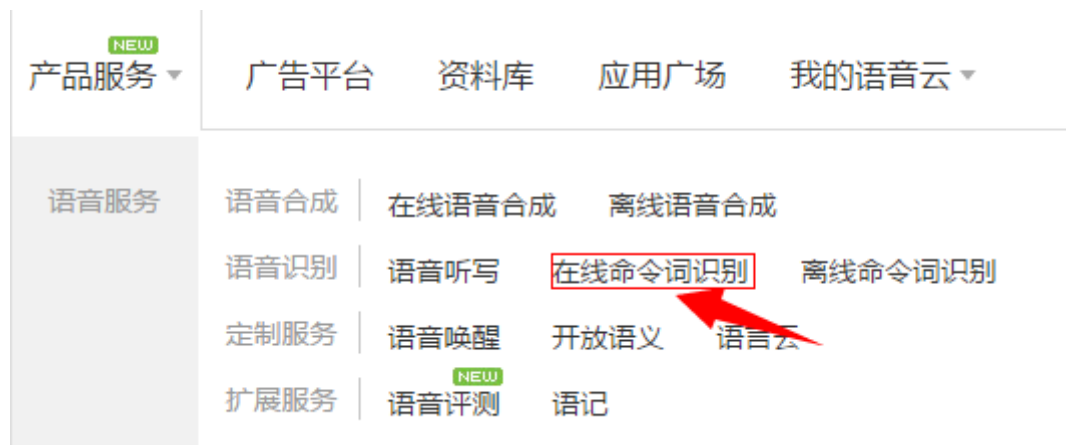 NEW
产品服务 广告平台 资料库 应用广场 我的语音云
语音服务 语音合成 在线语音合成 离线语音合成
语音识别 语音听写 在线命令词识别 离线命令词识别
定制服务 语音唤醒 开放语义 语言云
NEW
扩展服务 语音评测 语记